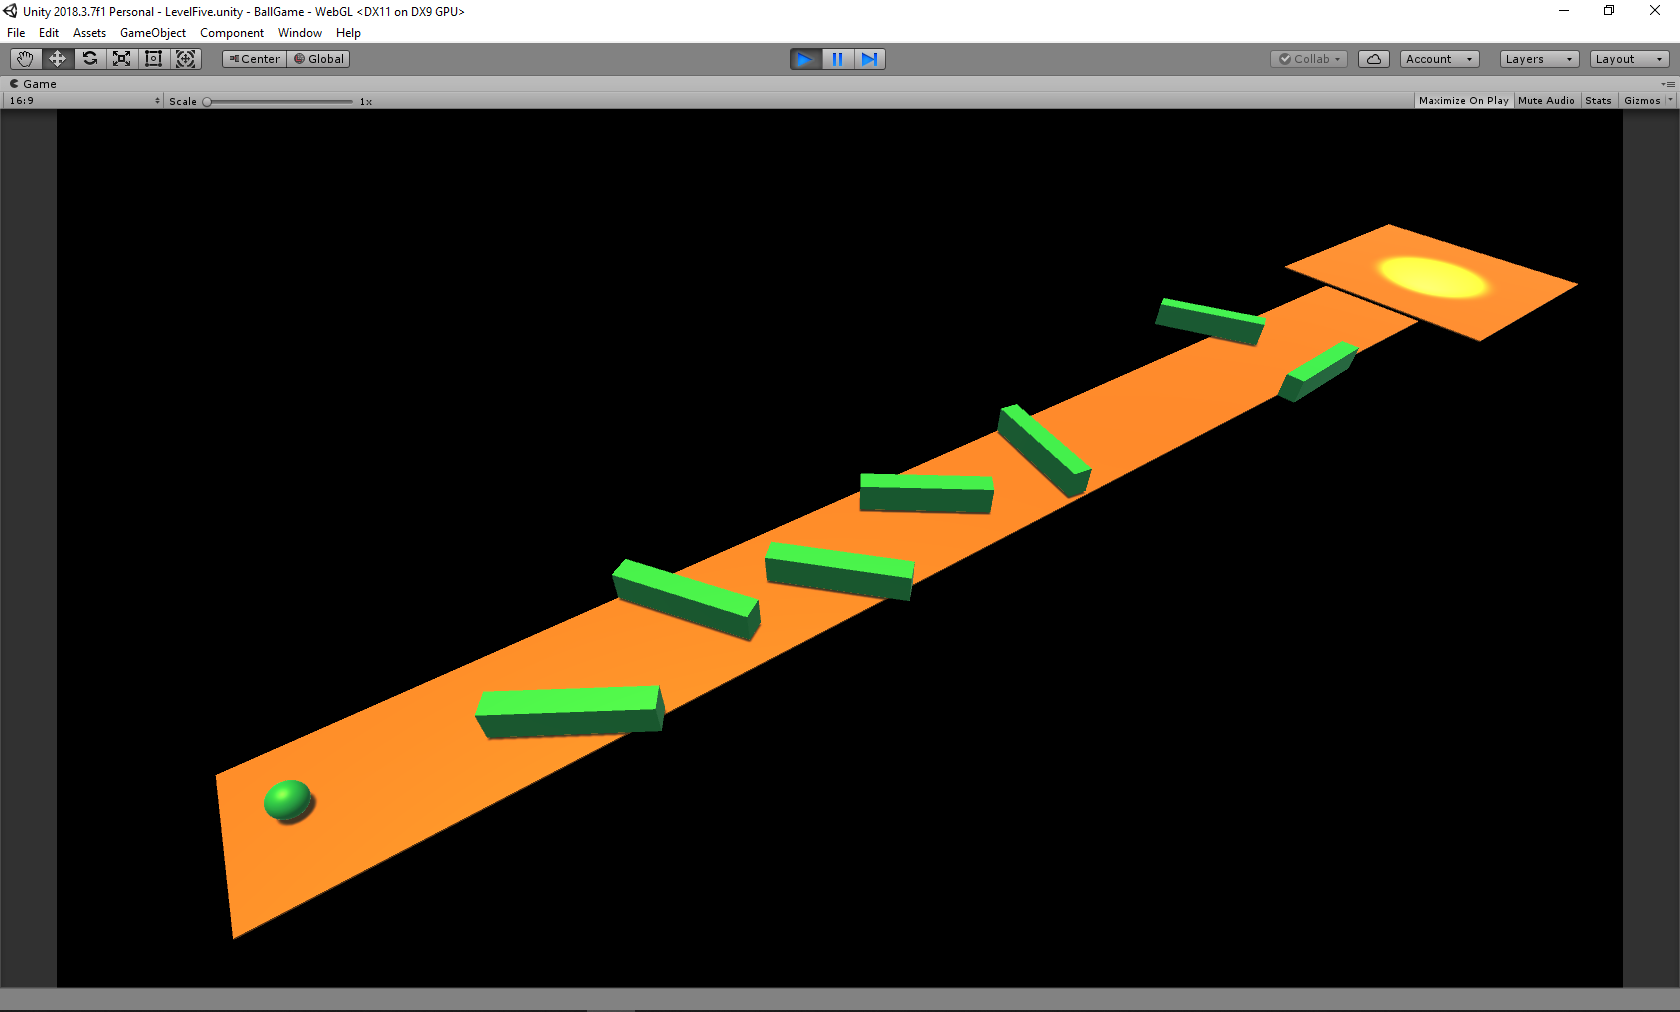 Unity 2018.3.7f1 Personal - LevelFive.unity - BallGame - WebGL <DX11 on DX9 GPU>
File Edit Assets GameObject Component Window Help
Center Global Collab Account Layers Layout
Game
16:9 Scale 1x Maximize On Play Mute Audio Stats Gizmos